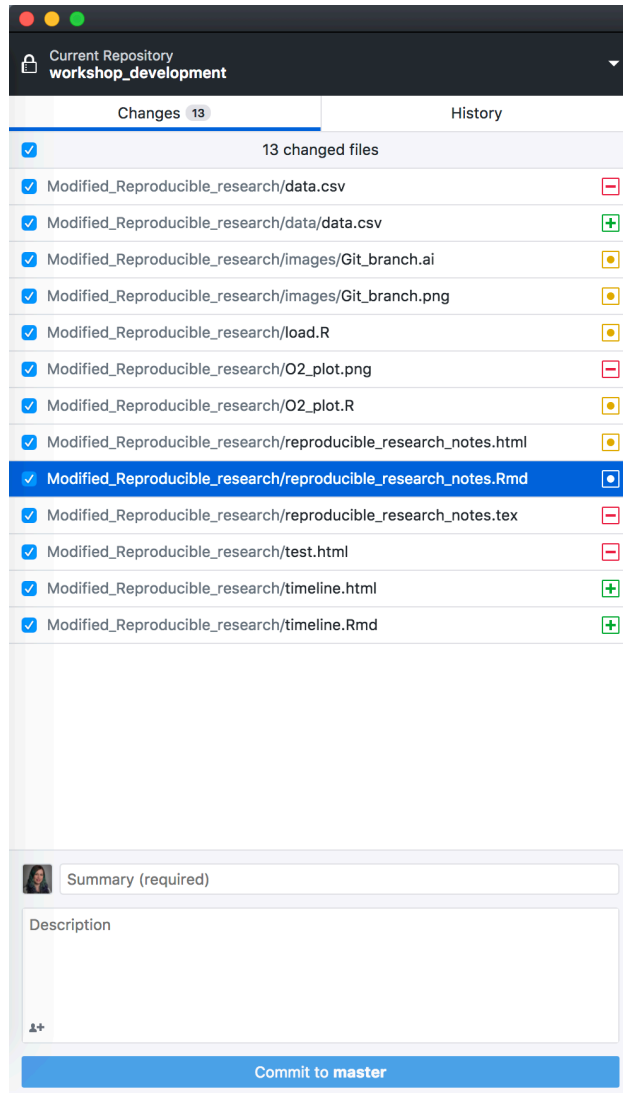 Current Repository
workshop_development
Changes 13
History
13 changed files
Modified_Reproducible_research/data.csv
Modified_Reproducible_research/data/data.csv
Modified_Reproducible_research/images/Git_branch.ai
Modified_Reproducible_research/images/Git_branch.png
Modified_Reproducible_research/load.R
Modified_Reproducible_research/O2_plot.png
Modified_Reproducible_research/O2_plot.R
Modified_Reproducible_research/reproducible_research_notes.html
Modified_Reproducible_research/reproducible_research_notes.Rmd
Modified_Reproducible_research/reproducible_research_notes.tex
Modified_Reproducible_research/test.html
Modified_Reproducible_research/timeline.html
Modified_Reproducible_research/timeline.Rmd
Summary (required)
Description
Commit to master